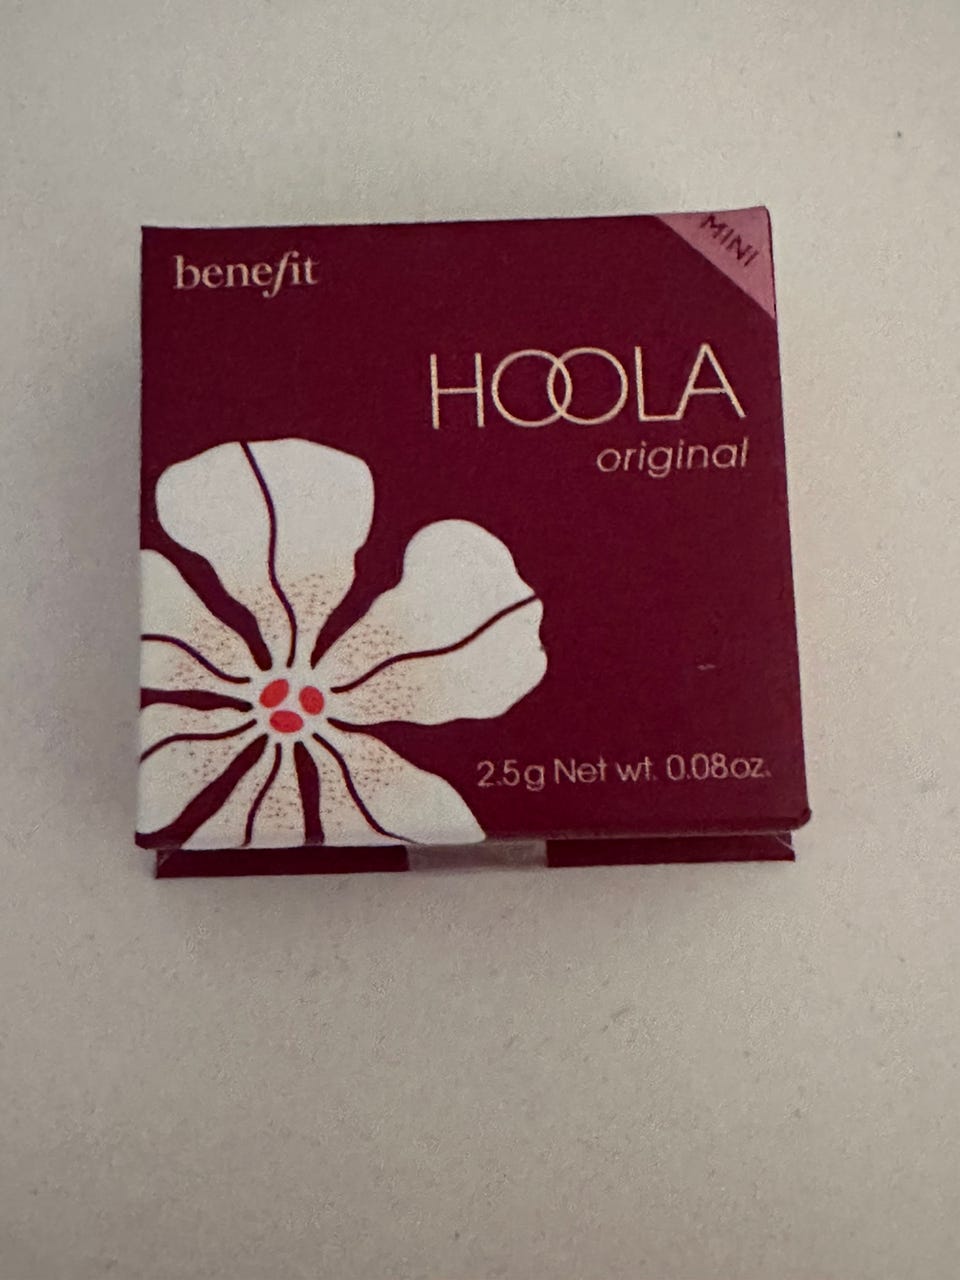 benefit
MINI
HOOLA
original
2.5g Net wt. 0.08oz.